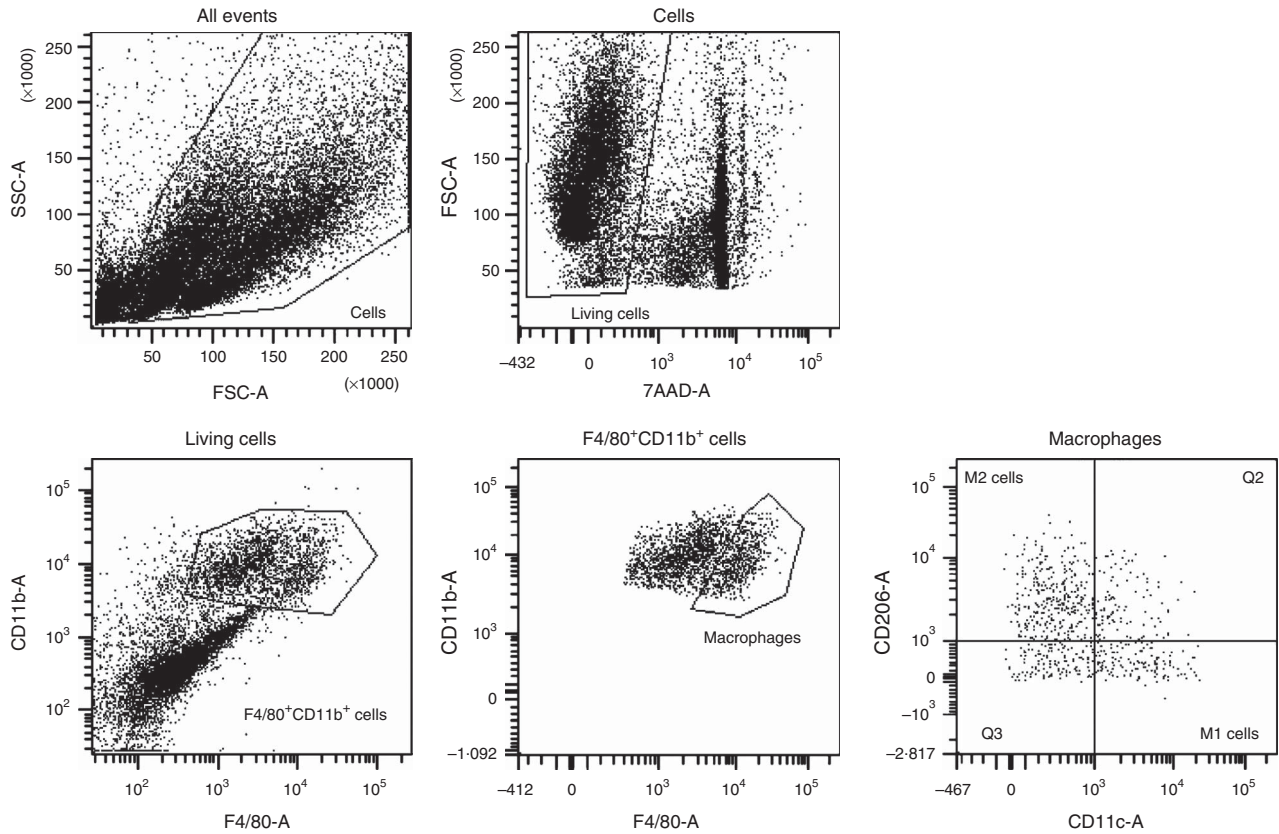 All events
SSC-A
(×1000)
250
200
150
100
50
Cells
50 100 150 200 250
FSC-A (×1000)
Cells
FSC-A
(×1000)
250
200
150
100
50
Living cells
−432 0 10³ 10⁴ 10⁵
7AAD-A
Living cells
CD11b-A
10⁵
10⁴
10³
10²
F4/80⁺CD11b⁺ cells
10² 10³ 10⁴ 10⁵
F4/80-A
F4/80⁺CD11b⁺ cells
CD11b-A
10⁵
10⁴
10³
0
−1·092
Macrophages
−412 0 10³ 10⁴ 10⁵
F4/80-A
Macrophages
CD206-A
10⁵
10⁴
10³
0
−10³
−2·817
M2 cells Q2
Q3 M1 cells
−467 0 10³ 10⁴ 10⁵
CD11c-A